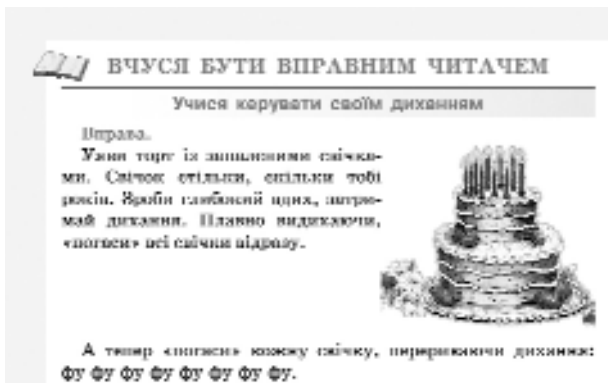 ВЧУСЯ БУТИ ВПРАВНИМ ЧИТАЧЕМ
Учися керувати своїм диханням
Вправа.
Уяви торт із запаленими свічка-
ми. Свічок стільки, скільки тобі
років. Зроби глибокий вдих, затри-
май дихання. Плавно видихаючи,
«погаси» всі свічки відразу.
А тепер «погаси» кожну свічку, перериваючи дихання:
фу фу фу фу фу фу фу фу.